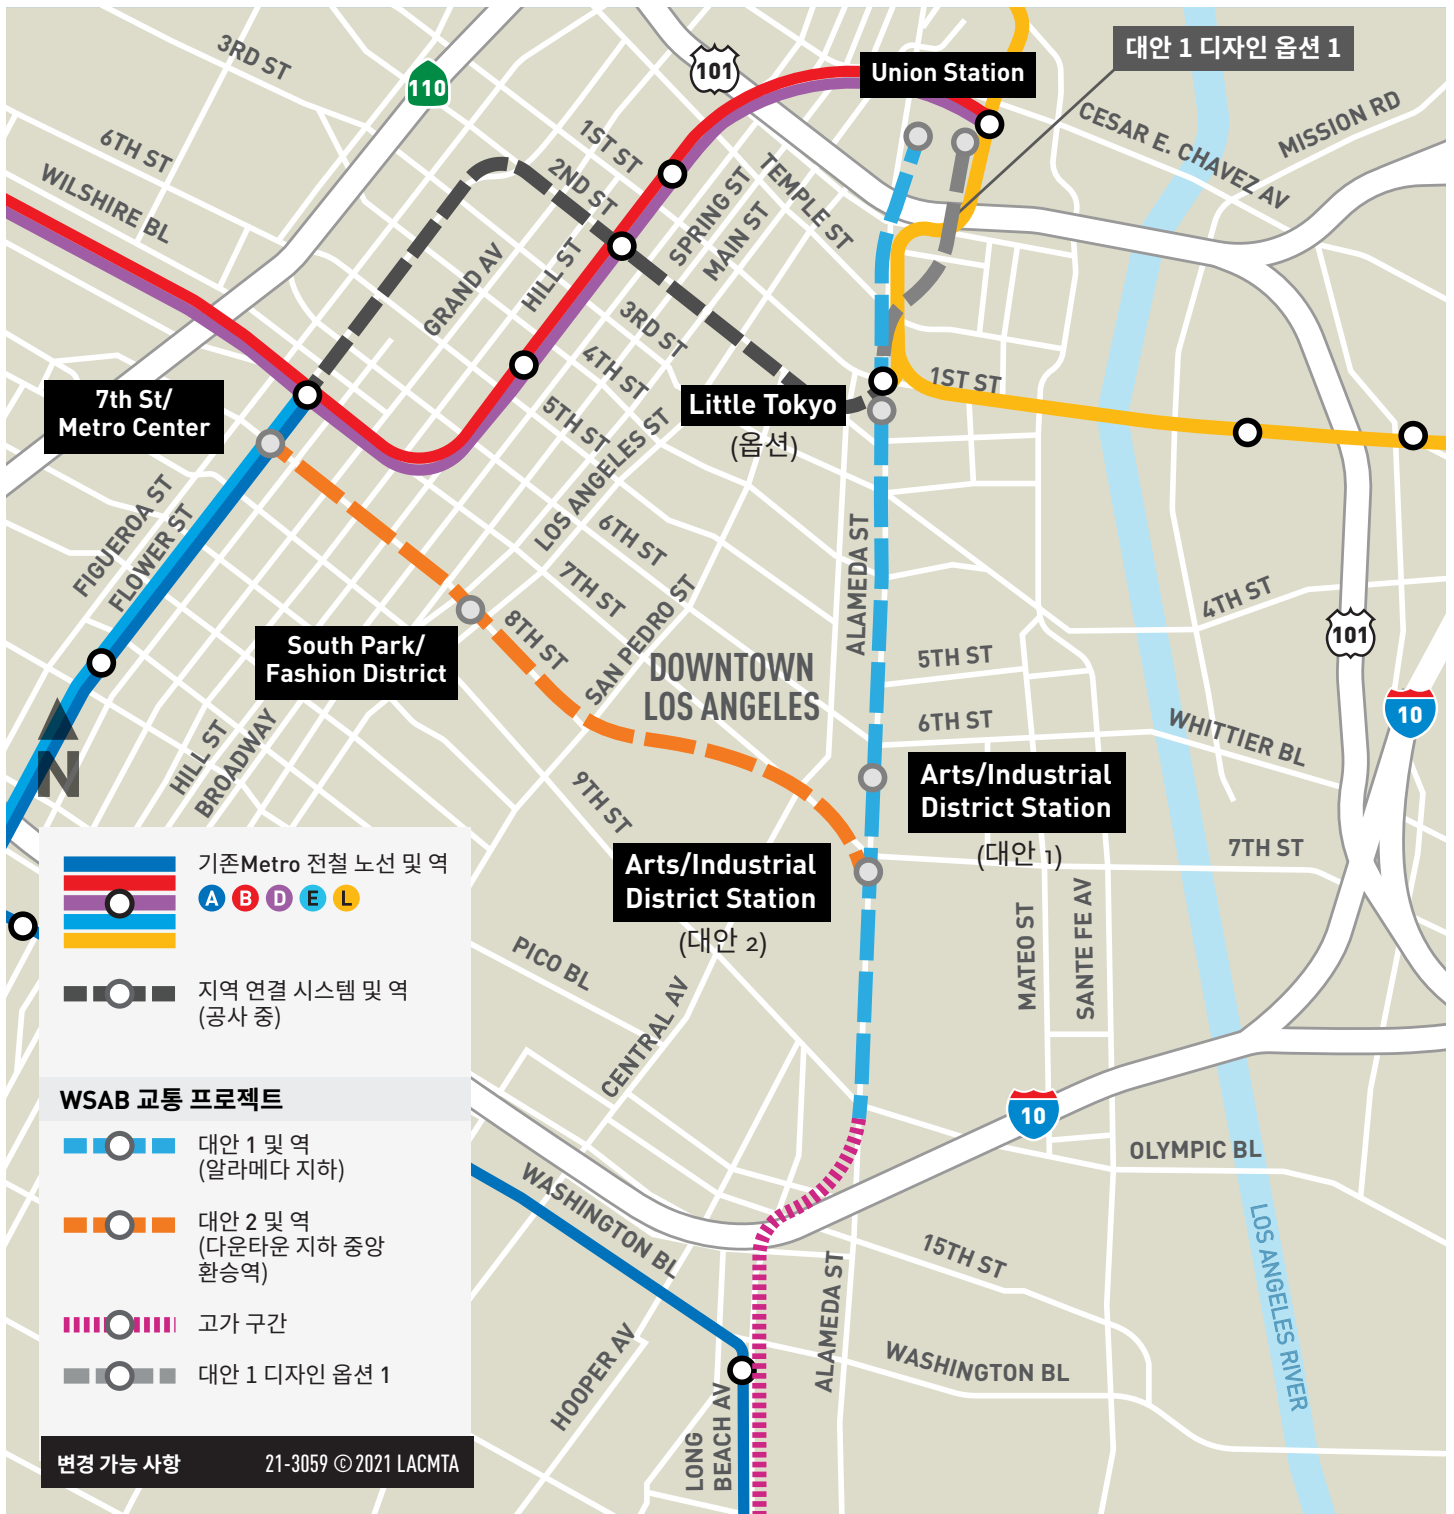 대안 1 디자인 옵션 1
3RD ST
110
101
Union Station
CESAR E. CHAVEZ AV
MISSION RD
6TH ST
WILSHIRE BL
1ST ST
2ND ST
SPRING ST
MAIN ST
TEMPLE ST
GRAND AV
HILL ST
3RD ST
4TH ST
5TH ST
LOS ANGELES ST
1ST ST
7th St/
Metro Center
Little Tokyo
(옵션)
FIGUEROA ST
FLOWER ST
6TH ST
7TH ST
8TH ST
SAN PEDRO ST
ALAMEDA ST
4TH ST
101
South Park/
Fashion District
DOWNTOWN
LOS ANGELES
5TH ST
6TH ST
WHITTIER BL
10
N
HILL ST
BROADWAY
9TH ST
Arts/Industrial
District Station
(대안 1)
7TH ST
Arts/Industrial
District Station
(대안 2)
PICO BL
CENTRAL AV
MATEO ST
SANTE FE AV
10
OLYMPIC BL
WASHINGTON BL
15TH ST
ALAMEDA ST
HOOPER AV
LONG
BEACH AV
WASHINGTON BL
LOS ANGELES RIVER
기존Metro 전철 노선 및 역
A B D E L
지역 연결 시스템 및 역
(공사 중)
WSAB 교통 프로젝트
대안 1 및 역
(알라메다 지하)
대안 2 및 역
(다운타운 지하 중앙
환승역)
고가 구간
대안 1 디자인 옵션 1
변경 가능 사항 21-3059 © 2021 LACMTA